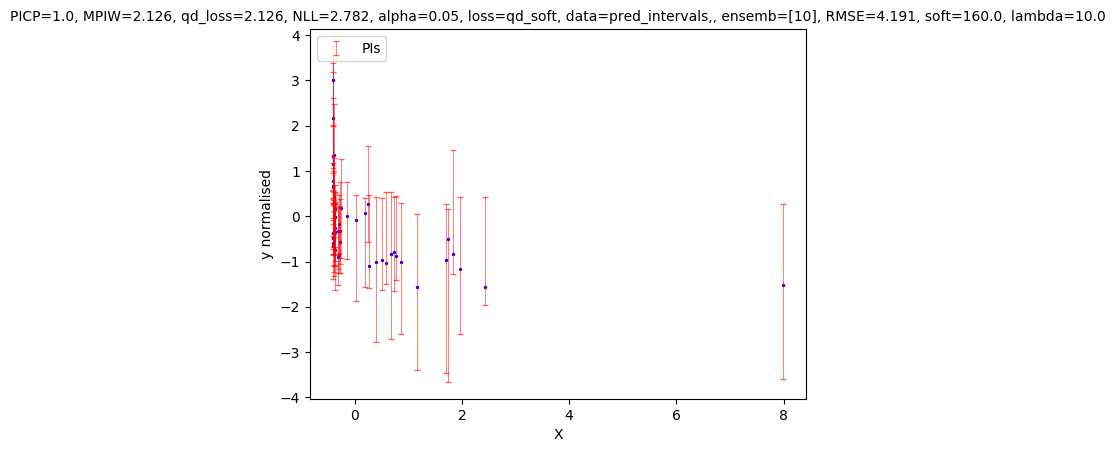 PICP=1.0, MPIW=2.126, qd_loss=2.126, NLL=2.782, alpha=0.05, loss=qd_soft, data=pred_intervals,, ensemb=[10], RMSE=4.191, soft=160.0, lambda=10.0
PIs
4
3
2
1
0
−1
−2
−3
−4
y normalised
0 2 4 6 8
X